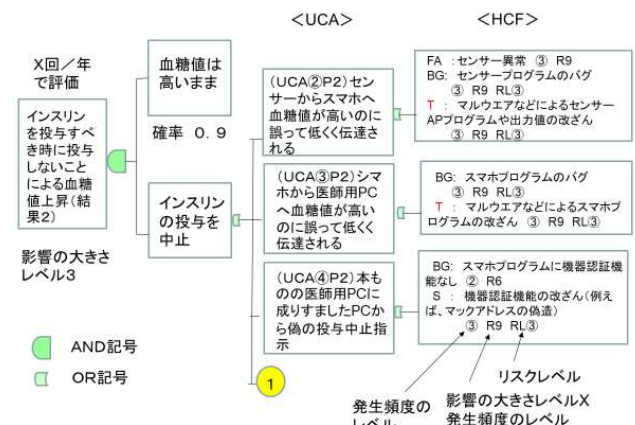 <UCA>
<HCF>
X回／年
で評価
インスリン
を投与すべ
き時に投与
しないこと
による血糖
値上昇(結
果2)
影響の大きさ
レベル3
血糖値は
高いまま
確率 0.9
インスリン
の投与を
中止
(UCA②P2)セン
サーからスマホへ
血糖値が高いのに
誤って低くく伝達さ
れる
(UCA③P2)シマ
ホから医師用PC
へ血糖値が高い
のに誤って低くく
伝達される
(UCA④P2)本も
のの医師用PCに
成りすましたPCか
ら偽の投与中止指
示
1
FA :センサー異常 ③ R9
BG: センサープログラムのバグ
③ R9 RL③
T : マルウエアなどによるセンサー
APプログラムや出力値の改ざん
③ R9 RL③
BG: スマホプログラムのバグ
③ R9 RL③
T : マルウエアなどによるスマホプ
ログラムの改ざん ③ R9 RL③
BG: スマホプログラムに機器認証機
能なし ② R6
S : 機器認証機能の改ざん(例え
ば、マックアドレスの偽造)
③ R9 RL③
AND記号
OR記号
リスクレベル
発生頻度の
レベル
影響の大きさレベルX
発生頻度のレベル